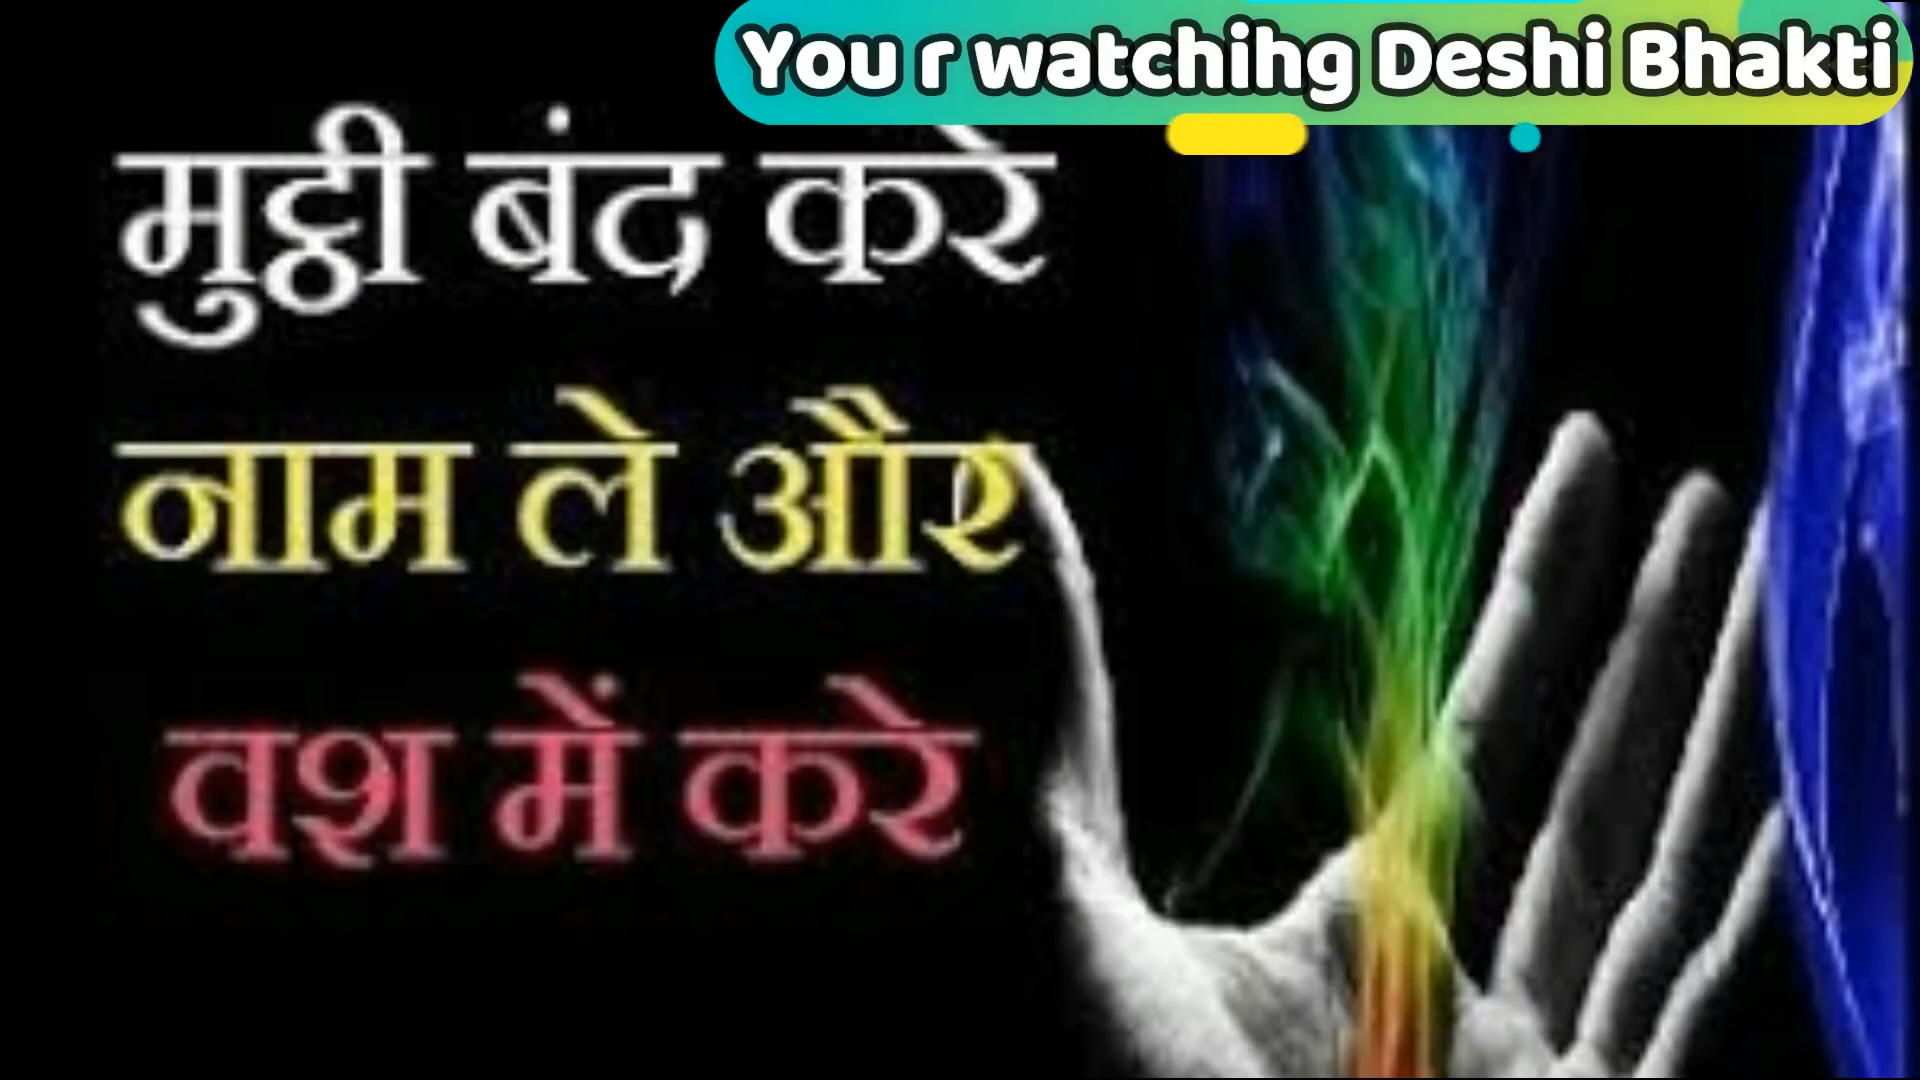 You r watchihg Deshi Bhakti
मुट्ठी बंद करे
नाम ले और
वश में करे